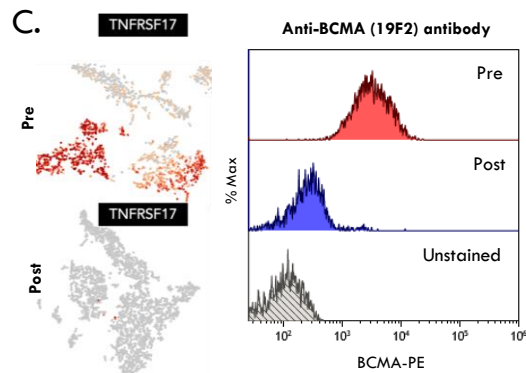 C.
TNFRSF17
Pre
TNFRSF17
Post
Anti-BCMA (19F2) antibody
% Max
Pre
Post
Unstained
10² 10³ 10⁴ 10⁵ 10⁶
BCMA-PE